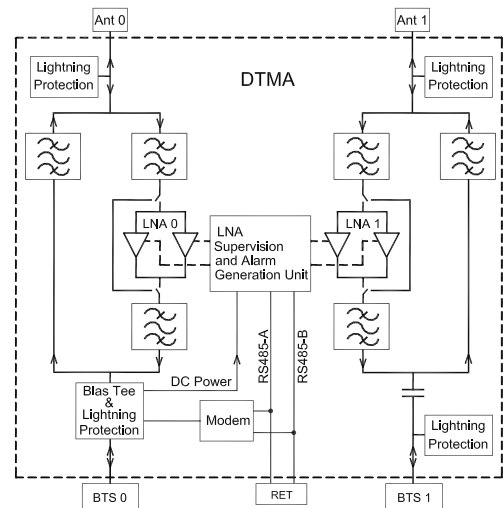 Ant 0
Ant 1
Lightning
Protection
DTMA
Lightning
Protection
LNA 0
LNA
Supervision
and Alarm
Generation Unit
LNA 1
RS485-A
RS485-B
DC Power
Blas Tee
&
Lightning
Protection
Modem
Lightning
Protection
BTS 0
RET
BTS 1